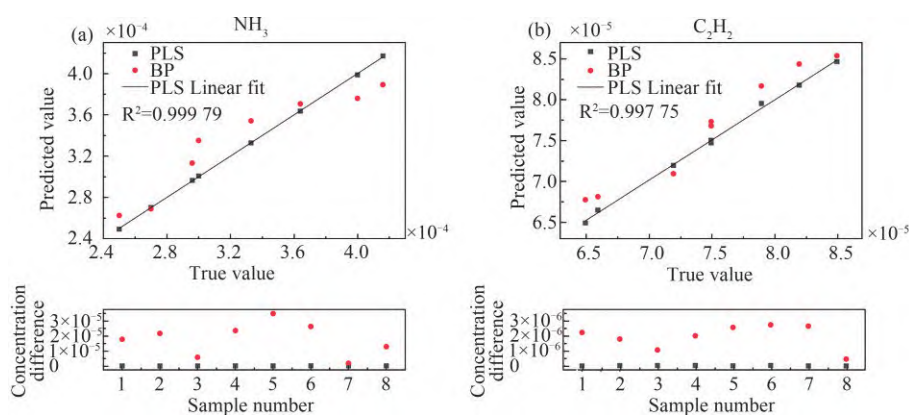 (a) ×10⁻⁴ NH₃
PLS
BP
PLS Linear fit
R²=0.999 79
4.0
3.6
3.2
2.8
2.4
Predicted value
2.4 2.8 3.2 3.6 4.0 ×10⁻⁴
True value
3×10⁻⁵
2×10⁻⁵
1×10⁻⁵
0
Concentration
difference
1 2 3 4 5 6 7 8
Sample number
(b) ×10⁻⁵ C₂H₂
PLS
BP
PLS Linear fit
R²=0.997 75
8.5
8.0
7.5
7.0
6.5
Predicted value
6.5 7.0 7.5 8.0 8.5 ×10⁻⁵
True value
3×10⁻⁶
2×10⁻⁶
1×10⁻⁶
0
Concentration
difference
1 2 3 4 5 6 7 8
Sample number